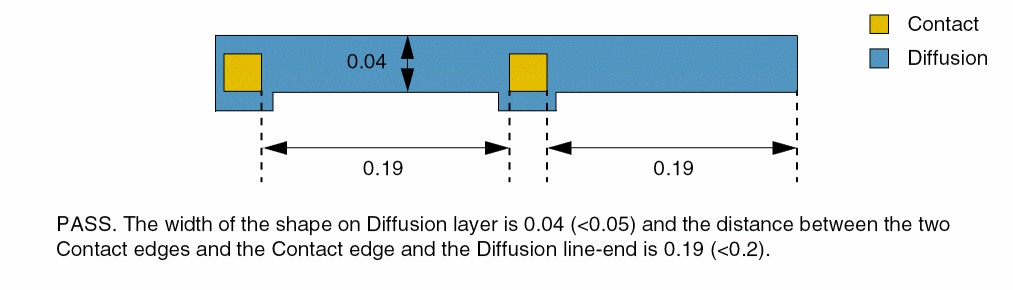 Contact
Diffusion
0.04
0.19
0.19
PASS. The width of the shape on Diffusion layer is 0.04 (<0.05) and the distance between the two
Contact edges and the Contact edge and the Diffusion line-end is 0.19 (<0.2).